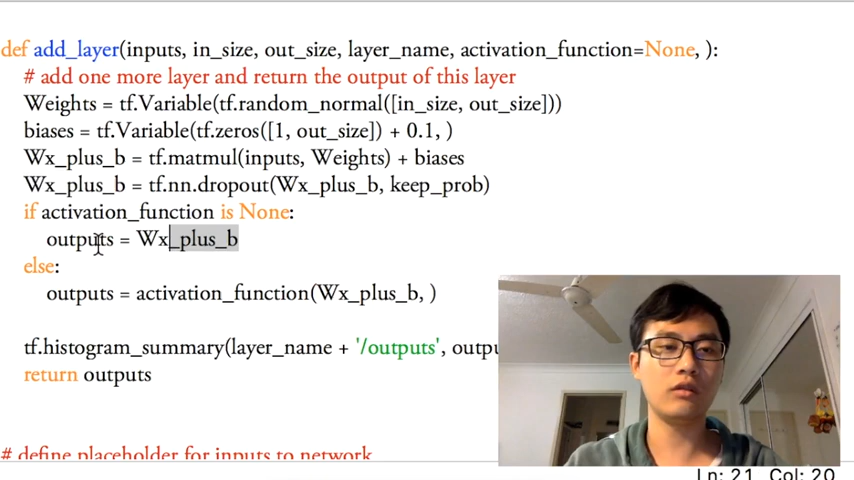 def add_layer(inputs, in_size, out_size, layer_name, activation_function=None, ):
# add one more layer and return the output of this layer
Weights = tf.Variable(tf.random_normal([in_size, out_size]))
biases = tf.Variable(tf.zeros([1, out_size]) + 0.1, )
Wx_plus_b = tf.matmul(inputs, Weights) + biases
Wx_plus_b = tf.nn.dropout(Wx_plus_b, keep_prob)
if activation_function is None:
outputs = Wx_plus_b
else:
outputs = activation_function(Wx_plus_b, )
tf.histogram_summary(layer_name + '/outputs', outpu
return outputs
# define placeholder for inputs to network
Ln: 21 Col: 20